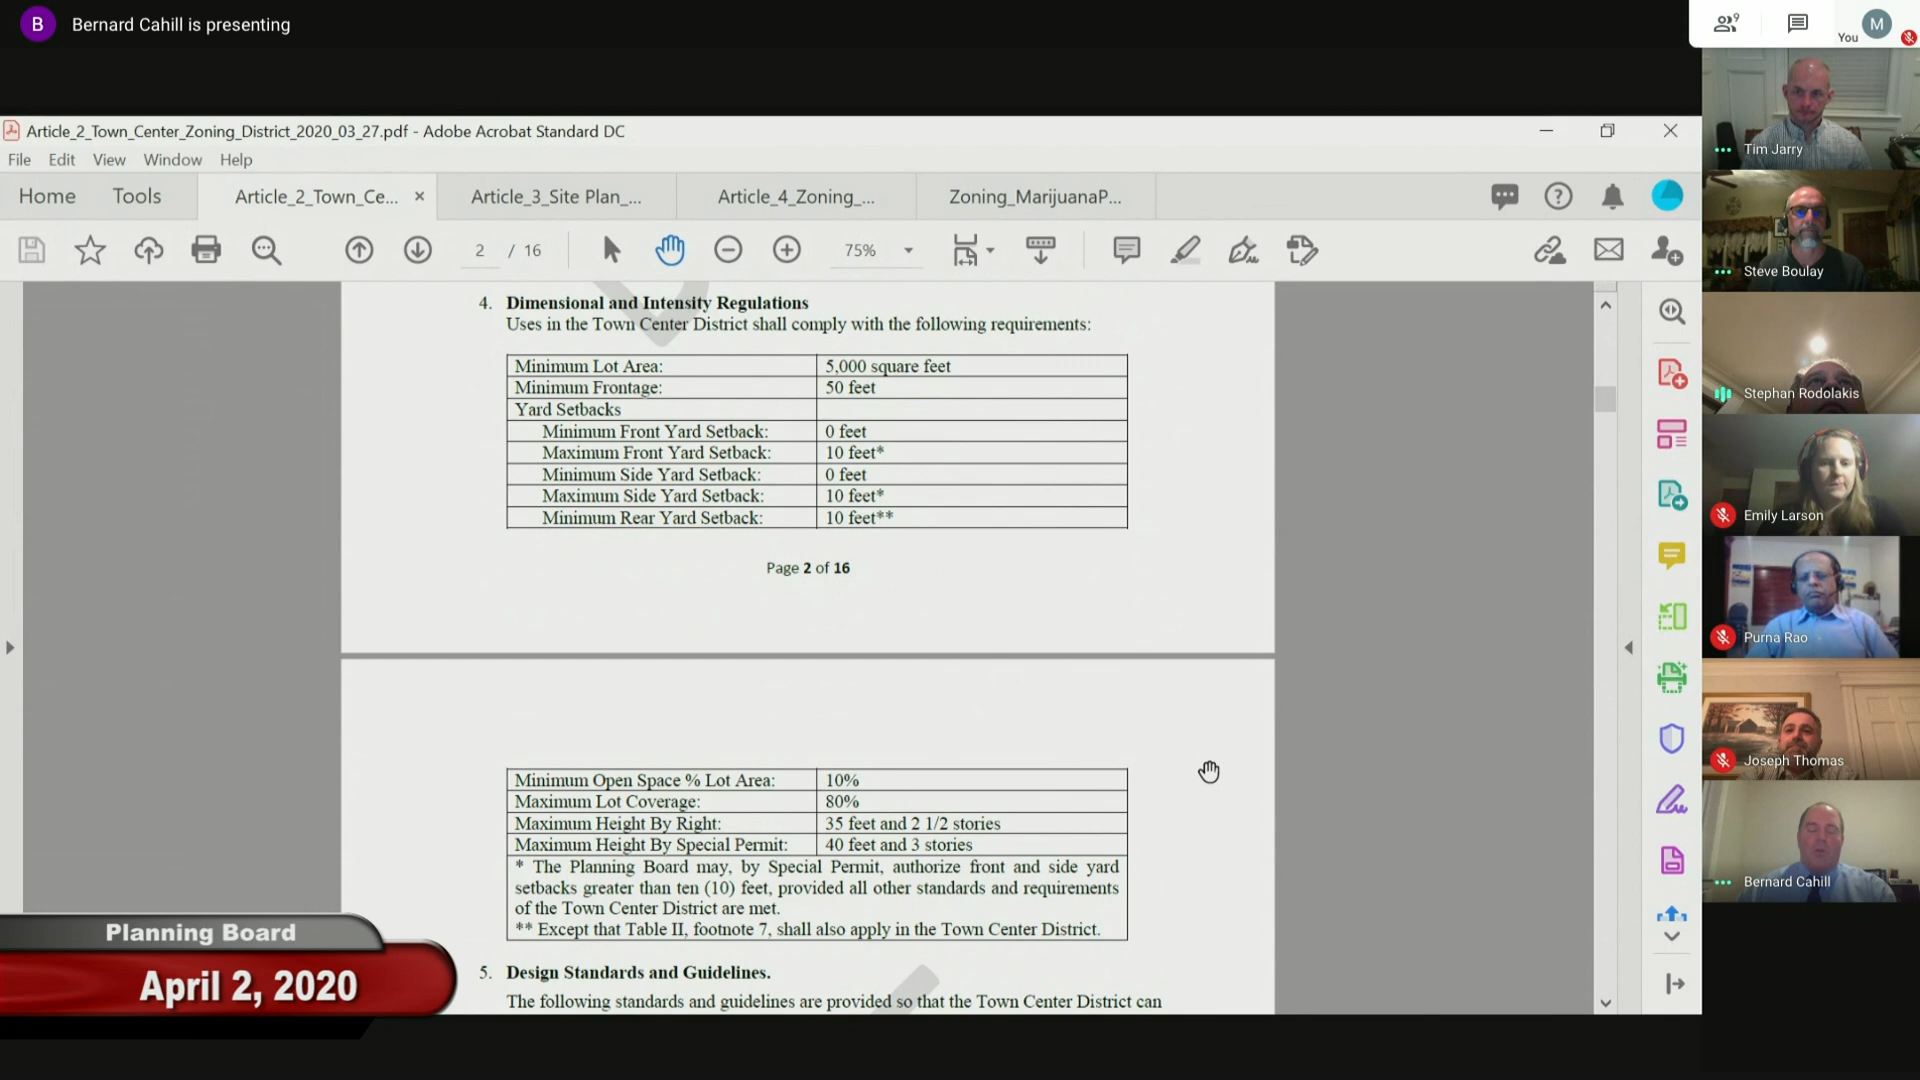 B Bernard Cahill is presenting
9
You M
Article_2_Town_Center_Zoning_District_2020_03_27.pdf - Adobe Acrobat Standard DC
File Edit View Window Help
Home Tools Article_2_Town_Ce... × Article_3_Site Plan_... Article_4_Zoning_... Zoning_MarijuanaP...
2 / 16 75%
4. Dimensional and Intensity Regulations
Uses in the Town Center District shall comply with the following requirements:
Minimum Lot Area: 5,000 square feet
Minimum Frontage: 50 feet
Yard Setbacks
Minimum Front Yard Setback: 0 feet
Maximum Front Yard Setback: 10 feet*
Minimum Side Yard Setback: 0 feet
Maximum Side Yard Setback: 10 feet*
Minimum Rear Yard Setback: 10 feet**
Page 2 of 16
Minimum Open Space % Lot Area: 10%
Maximum Lot Coverage: 80%
Maximum Height By Right: 35 feet and 2 1/2 stories
Maximum Height By Special Permit: 40 feet and 3 stories
* The Planning Board may, by Special Permit, authorize front and side yard
setbacks greater than ten (10) feet, provided all other standards and requirements
of the Town Center District are met.
** Except that Table II, footnote 7, shall also apply in the Town Center District.
5. Design Standards and Guidelines.
The following standards and guidelines are provided so that the Town Center District can
Planning Board
April 2, 2020
Tim Jarry
Steve Boulay
Stephan Rodolakis
Emily Larson
Purna Rao
Joseph Thomas
Bernard Cahill